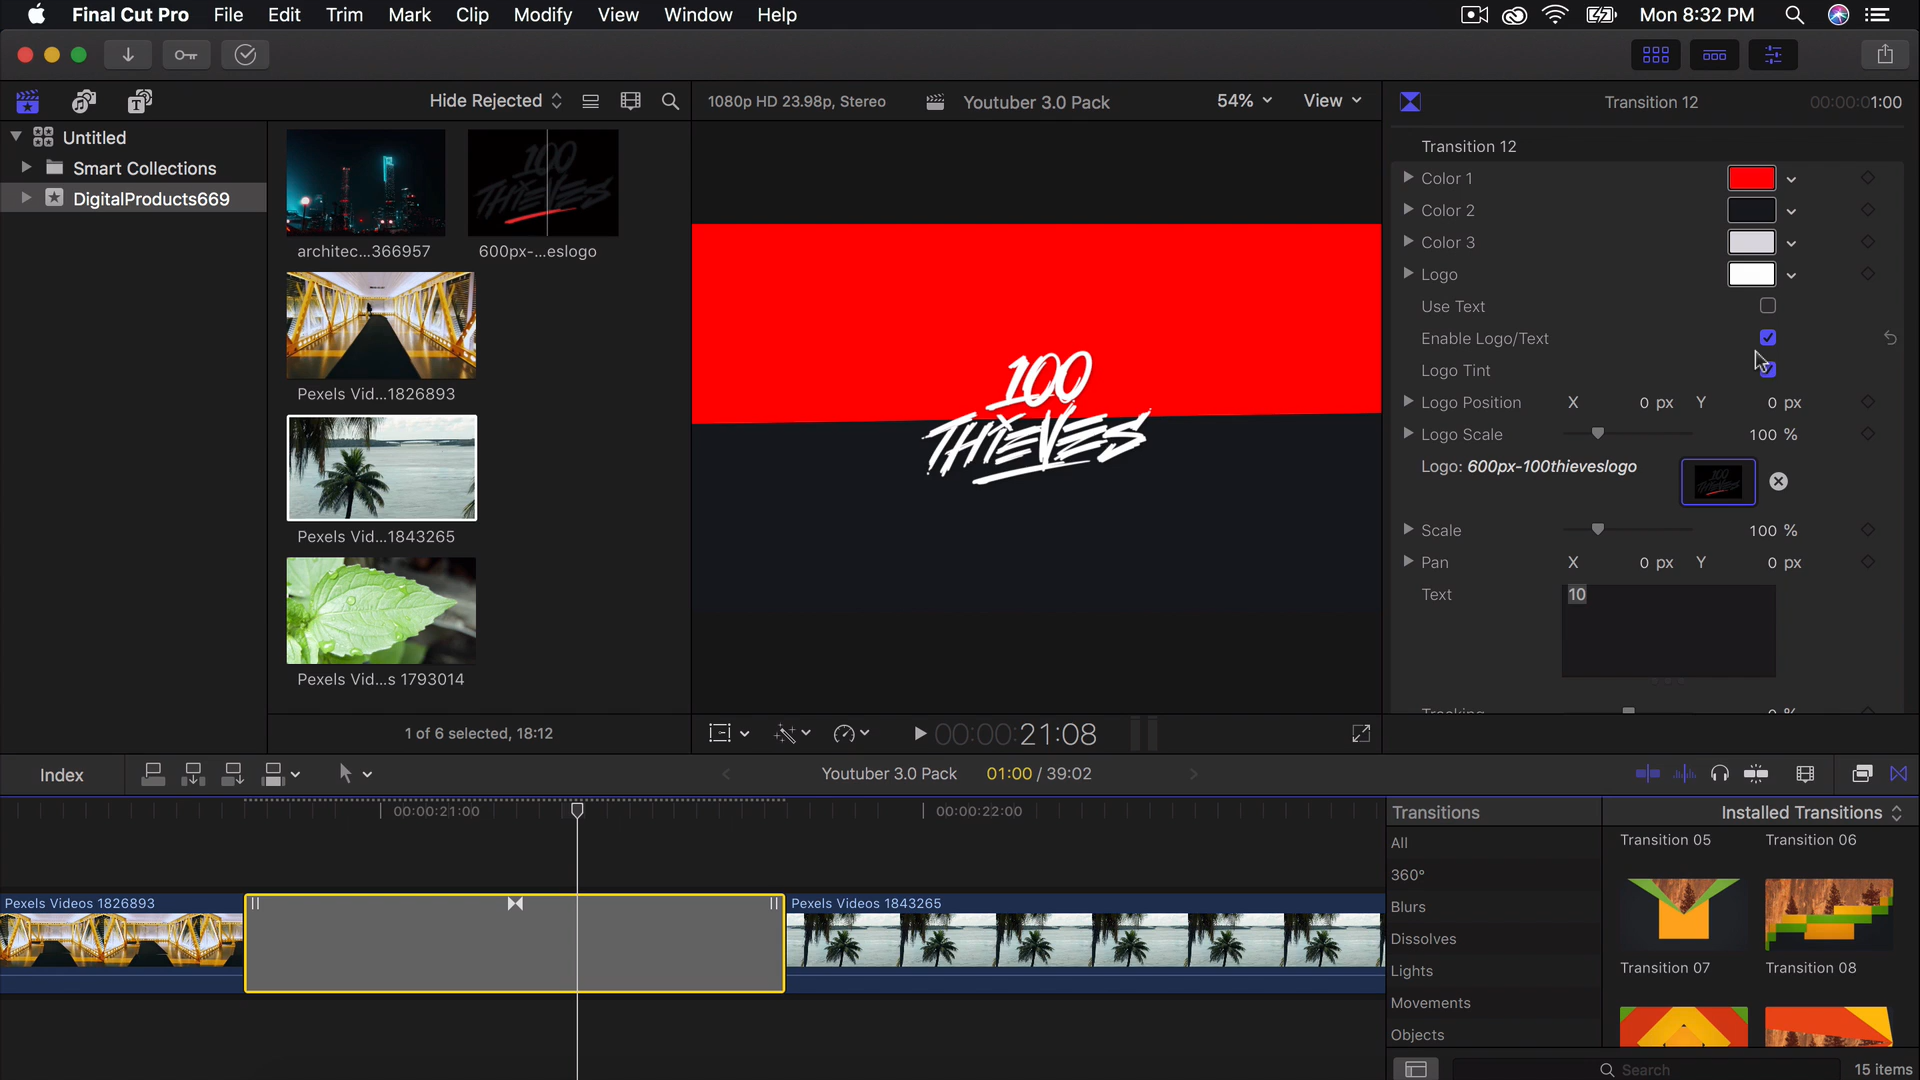 Final Cut Pro File Edit Trim Mark Clip Modify View Window Help
Mon 8:32 PM
Hide Rejected
1080p HD 23.98p, Stereo
Youtuber 3.0 Pack
54%
View
Transition 12
00:00:01:00
Untitled
Smart Collections
DigitalProducts669
architec...366957
600px-...eslogo
Pexels Vid...1826893
Pexels Vid...1843265
Pexels Vid...s 1793014
1 of 6 selected, 18:12
100
THIEVES
00:00:21:08
Transition 12
Color 1
Color 2
Color 3
Logo
Use Text
Enable Logo/Text
Logo Tint
Logo Position X 0 px Y 0 px
Logo Scale 100 %
Logo: 600px-100thieveslogo
Scale 100 %
Pan X 0 px Y 0 px
Text 10
Tracking 0 %
Index
Youtuber 3.0 Pack 01:00 / 39:02
00:00:21:00
00:00:22:00
Pexels Videos 1826893
Pexels Videos 1843265
Transitions
Installed Transitions
All
360°
Blurs
Dissolves
Lights
Movements
Objects
Transition 05
Transition 06
Transition 07
Transition 08
Search
15 items